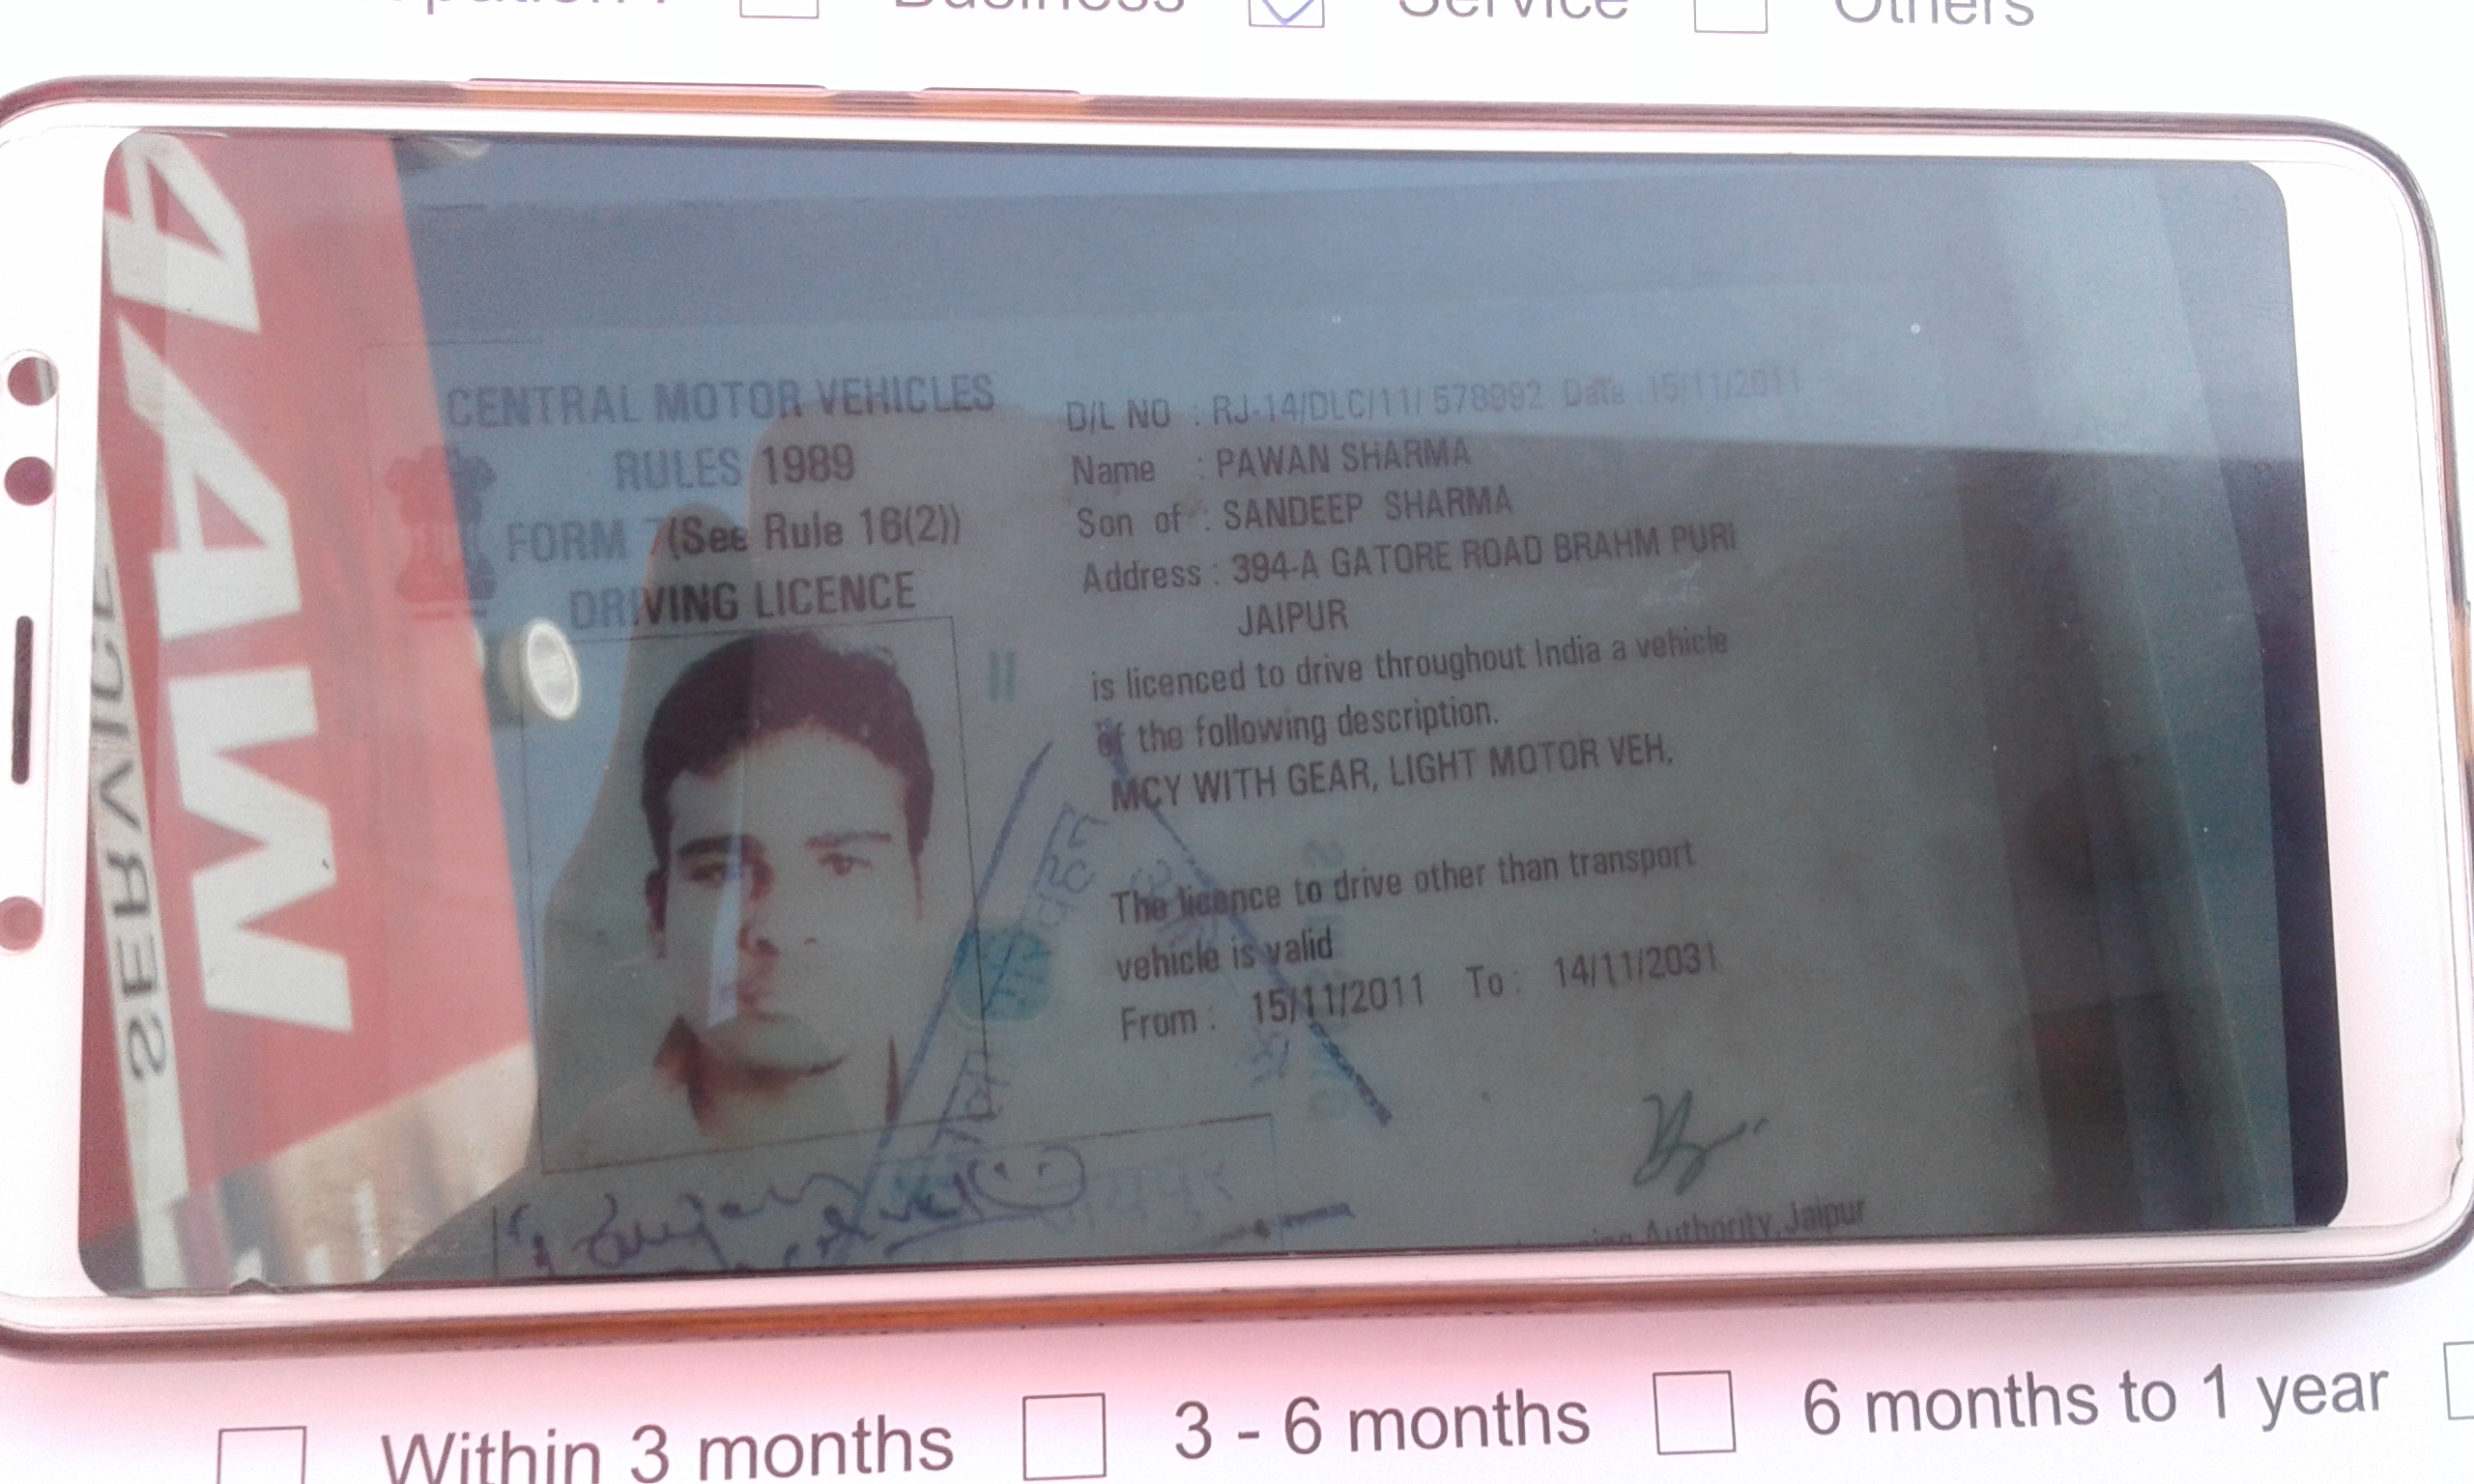 Business
Service
Others
CENTRAL MOTOR VEHICLES
RULES 1989
FORM 7(See Rule 16(2))
DRIVING LICENCE
D/L NO : RJ-14/DLC/11/ 578992 Date :15/11/2011
Name : PAWAN SHARMA
Son of : SANDEEP SHARMA
Address : 394-A GATORE ROAD BRAHM PURI
JAIPUR
is licenced to drive throughout India a vehicle
of the following description.
MCY WITH GEAR, LIGHT MOTOR VEH,
The licence to drive other than transport
vehicle is valid
From : 15/11/2011 To : 14/11/2031
Authority,Jaipur
Within 3 months
3 - 6 months
6 months to 1 year